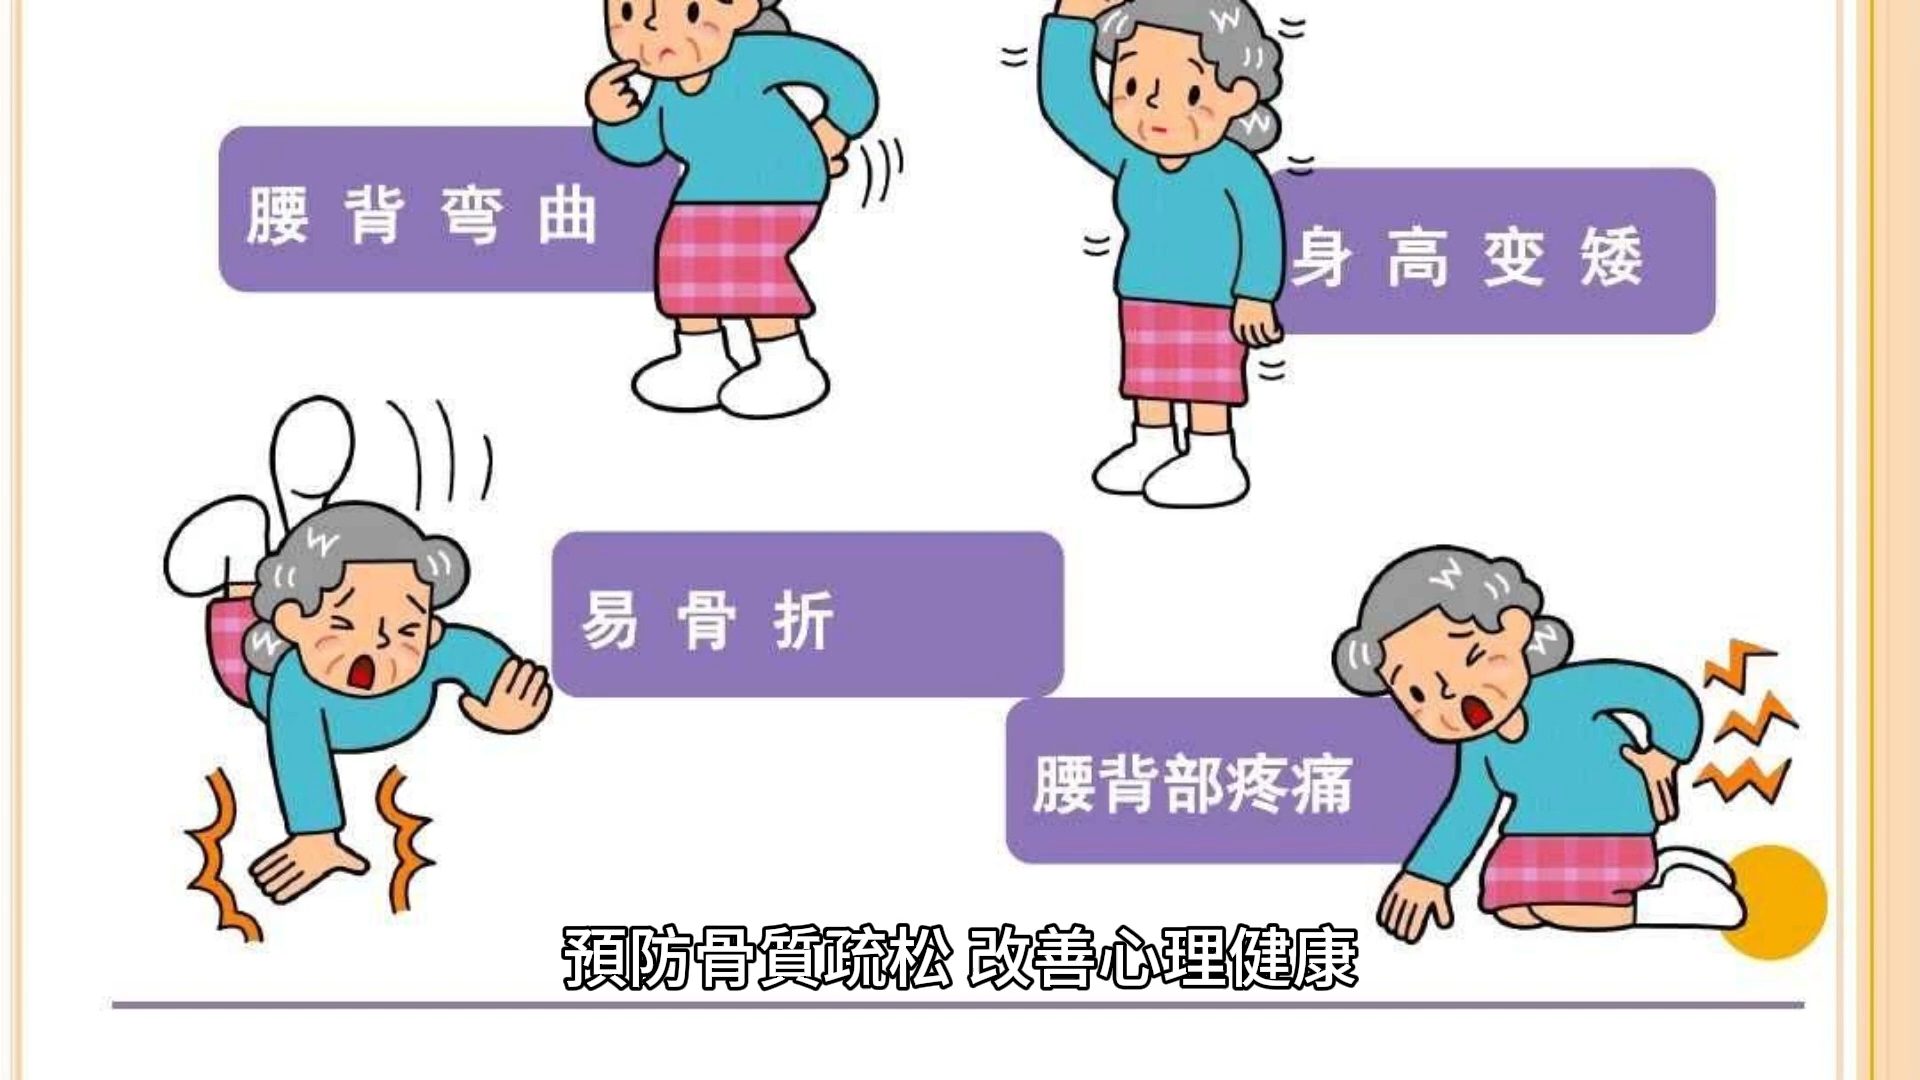 腰背弯曲
身高变矮
易骨折
腰背部疼痛
預防骨質疏松 改善心理健康